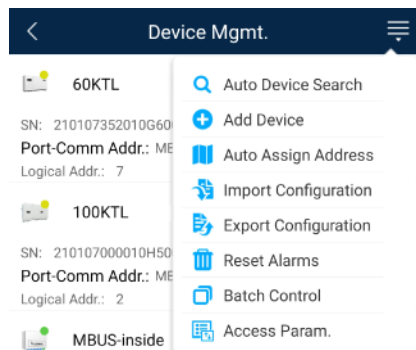 Device Mgmt.
60KTL
SN: 210107352010G60
Port-Comm Addr.: ME
Logical Addr.: 7
100KTL
SN: 210107000010H50
Port-Comm Addr.: ME
Logical Addr.: 2
MBUS-inside
Auto Device Search
Add Device
Auto Assign Address
Import Configuration
Export Configuration
Reset Alarms
Batch Control
Access Param.